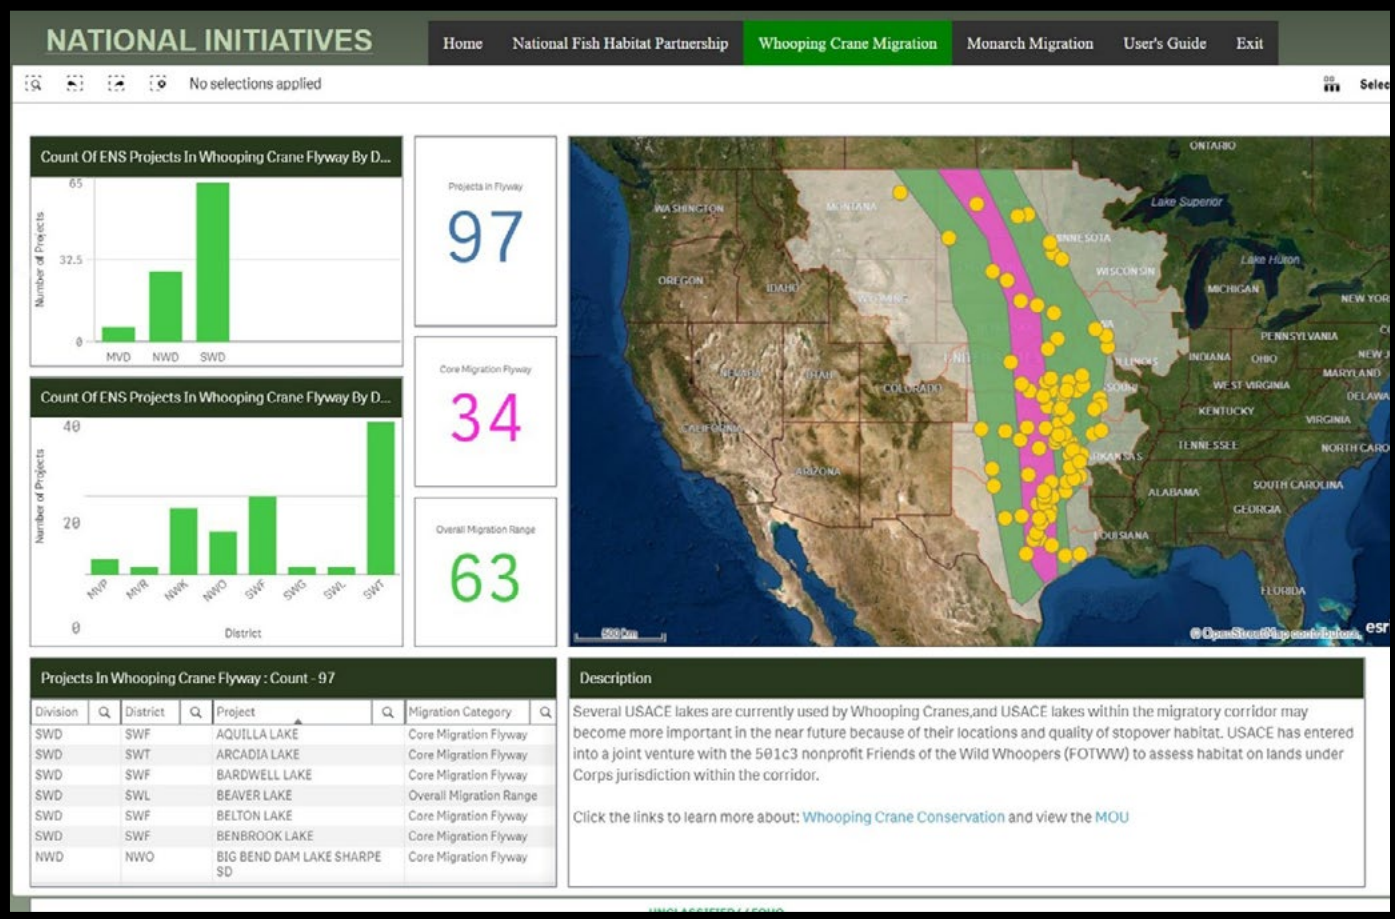 NATIONAL INITIATIVES
Home National Fish Habitat Partnership Whooping Crane Migration Monarch Migration User's Guide Exit
No selections applied
Selec
Count Of ENS Projects In Whooping Crane Flyway By D...
65
32.5
0
Number of Projects
MVD NWD SWD
Count Of ENS Projects In Whooping Crane Flyway By D...
40
20
0
Number of Projects
MVP MVR NWK NWO SWF SWG SWL SWT
District
Projects In Flyway
97
Core Migration Flyway
34
Overall Migration Range
63
ONTARIO
Lake Superior
WASHINGTON
MONTANA
MINNESOTA
WISCONSIN
Lake Huron
OREGON
IDAHO
WYOMING
MICHIGAN
NEW YOR
PENNSYLVANIA
NEVADA
UTAH
COLORADO
ILLINOIS
INDIANA
OHIO
NEW J
MARYLAND
WEST VIRGINIA
DELAWA
KENTUCKY
VIRGINIA
CALIFORNIA
TENNESSEE
NORTH CARO
ARIZONA
ARKANSAS
ALABAMA
SOUTH CAROLINA
GEORGIA
LOUISIANA
FLORIDA
500 km
© OpenStreetMap contributors, esr
Projects In Whooping Crane Flyway : Count - 97
Division District Project Migration Category
SWD SWF AQUILLA LAKE Core Migration Flyway
SWD SWT ARCADIA LAKE Core Migration Flyway
SWD SWF BARDWELL LAKE Core Migration Flyway
SWD SWL BEAVER LAKE Overall Migration Range
SWD SWF BELTON LAKE Core Migration Flyway
SWD SWF BENBROOK LAKE Core Migration Flyway
NWD NWO BIG BEND DAM LAKE SHARPE Core Migration Flyway
SD
Description
Several USACE lakes are currently used by Whooping Cranes,and USACE lakes within the migratory corridor may
become more important in the near future because of their locations and quality of stopover habitat. USACE has entered
into a joint venture with the 501c3 nonprofit Friends of the Wild Whoopers (FOTWW) to assess habitat on lands under
Corps jurisdiction within the corridor.
Click the links to learn more about: Whooping Crane Conservation and view the MOU
UNCLASSIFIED//FOUO